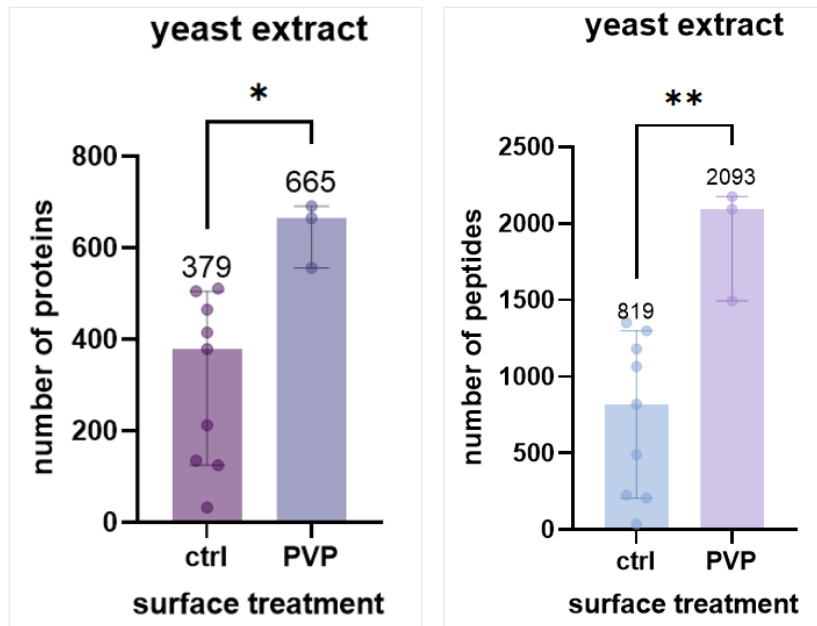 yeast extract
*
800
600
400
200
0
665
379
number of proteins
ctrl PVP
surface treatment
yeast extract
**
2500
2000
1500
1000
500
0
2093
819
number of peptides
ctrl PVP
surface treatment